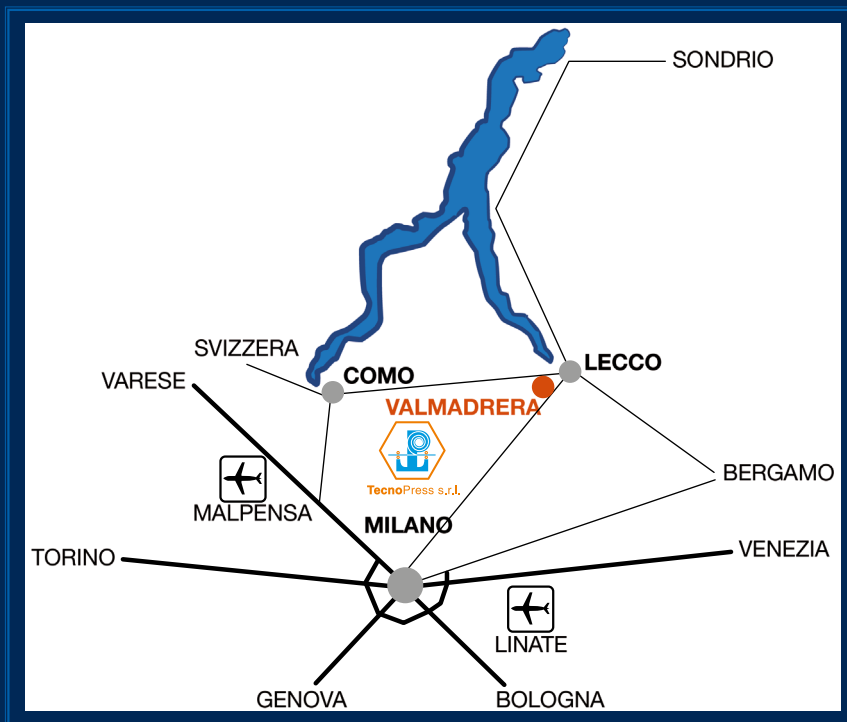 SONDRIO
SVIZZERA
LECCO
COMO
VARESE
VALMADRERA
TecnoPress s.r.l.
BERGAMO
MALPENSA
MILANO
VENEZIA
TORINO
LINATE
GENOVA
BOLOGNA